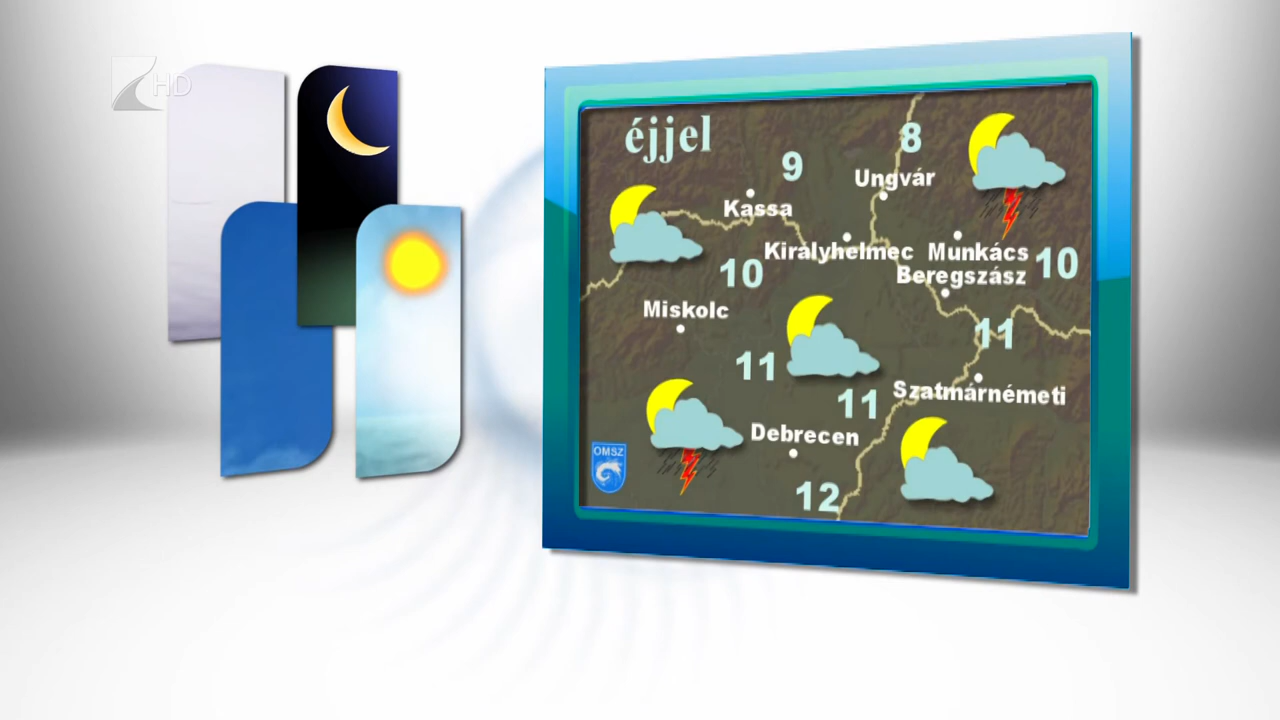 HD
éjjel
8
9
Ungvár
Kassa
Királyhelmec
Munkács
10
Beregszász
10
Miskolc
11
11
11
Szatmárnémeti
Debrecen
OMSZ
12